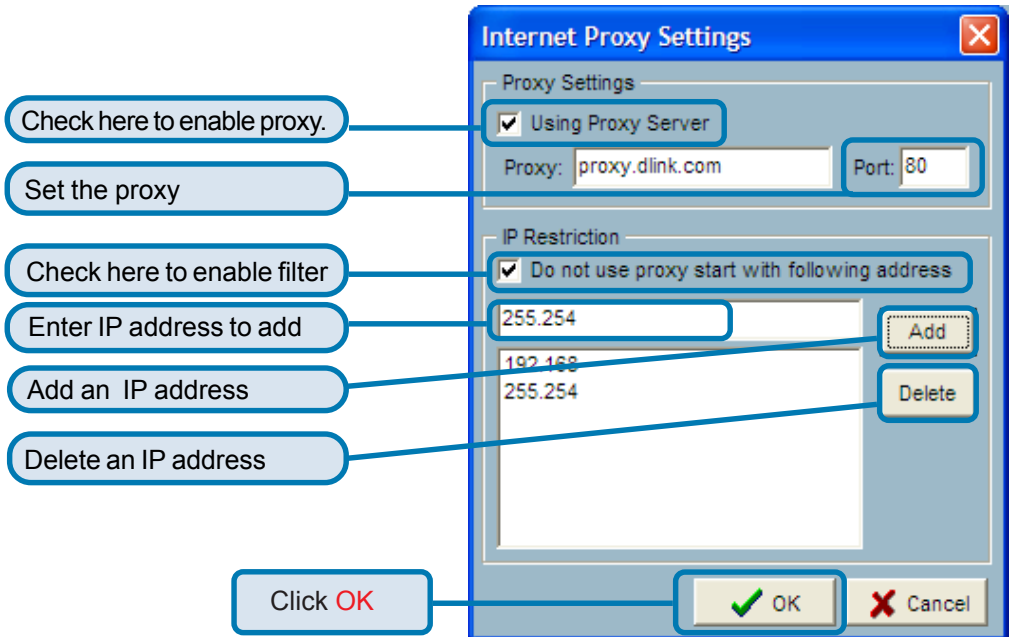 Internet Proxy Settings
Proxy Settings
Check here to enable proxy.
Using Proxy Server
Set the proxy
Proxy: proxy.dlink.com Port: 80
IP Restriction
Check here to enable filter
Do not use proxy start with following address
Enter IP address to add
255.254
Add
Add an IP address
192.168
255.254
Delete
Delete an IP address
Click OK
OK
Cancel